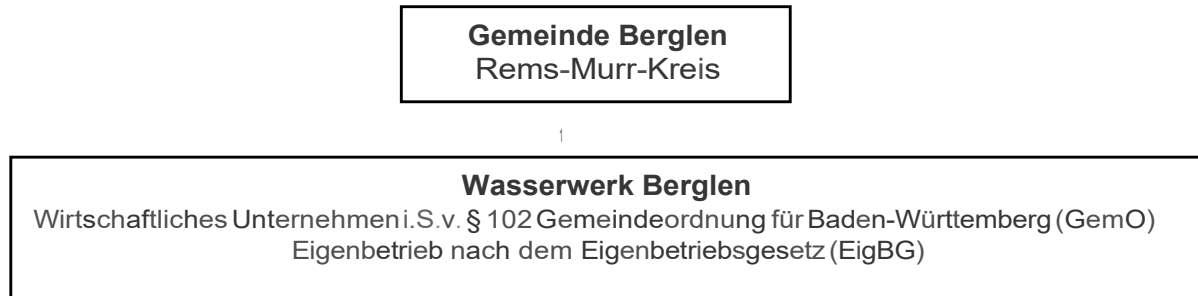 Gemeinde Berglen
Rems-Murr-Kreis
Wasserwerk Berglen
Wirtschaftliches Unternehmen i.S.v. § 102 Gemeindeordnung für Baden-Württemberg (GemO)
Eigenbetrieb nach dem Eigenbetriebsgesetz (EigBG)